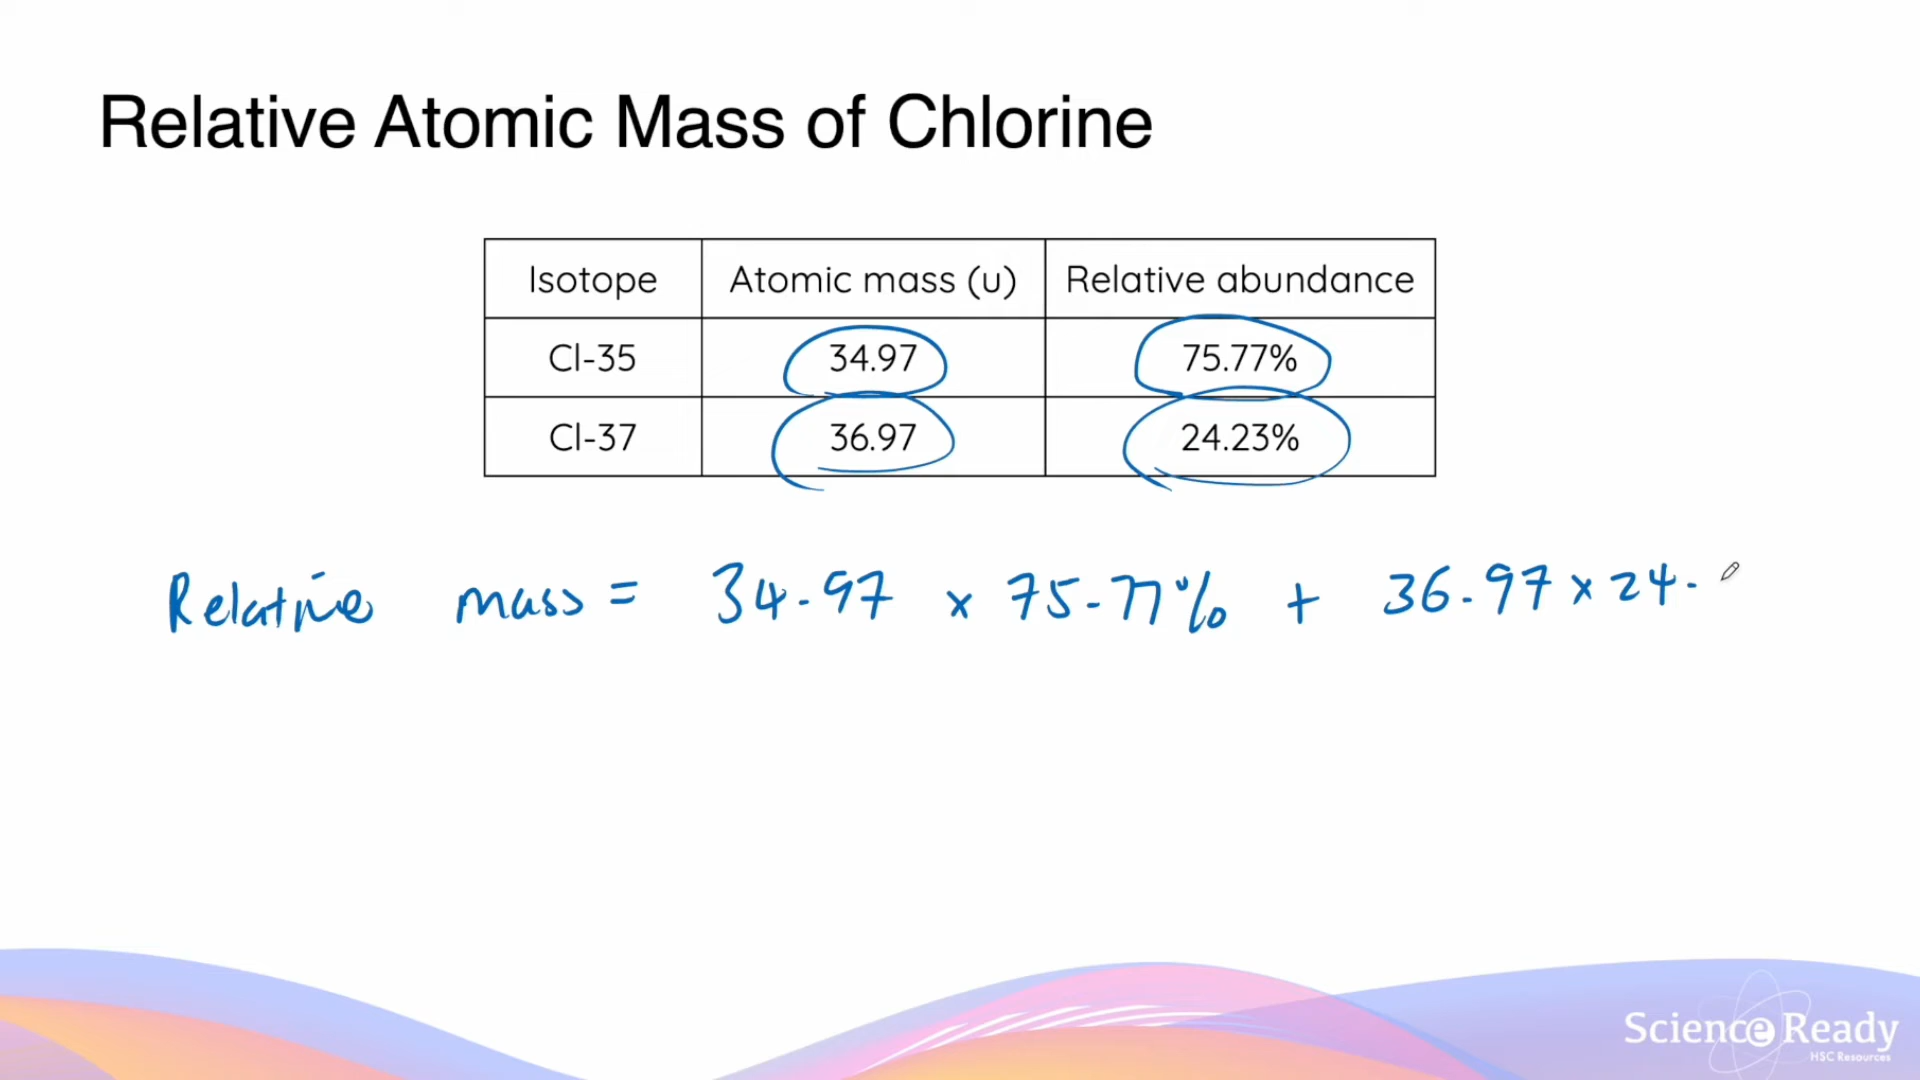 Relative Atomic Mass of Chlorine
Isotope Atomic mass (u) Relative abundance
Cl-35 34.97 75.77%
Cl-37 36.97 24.23%
Relative mass = 34.97 x 75.77% + 36.97 x 24.
Science Ready
HSC Resources